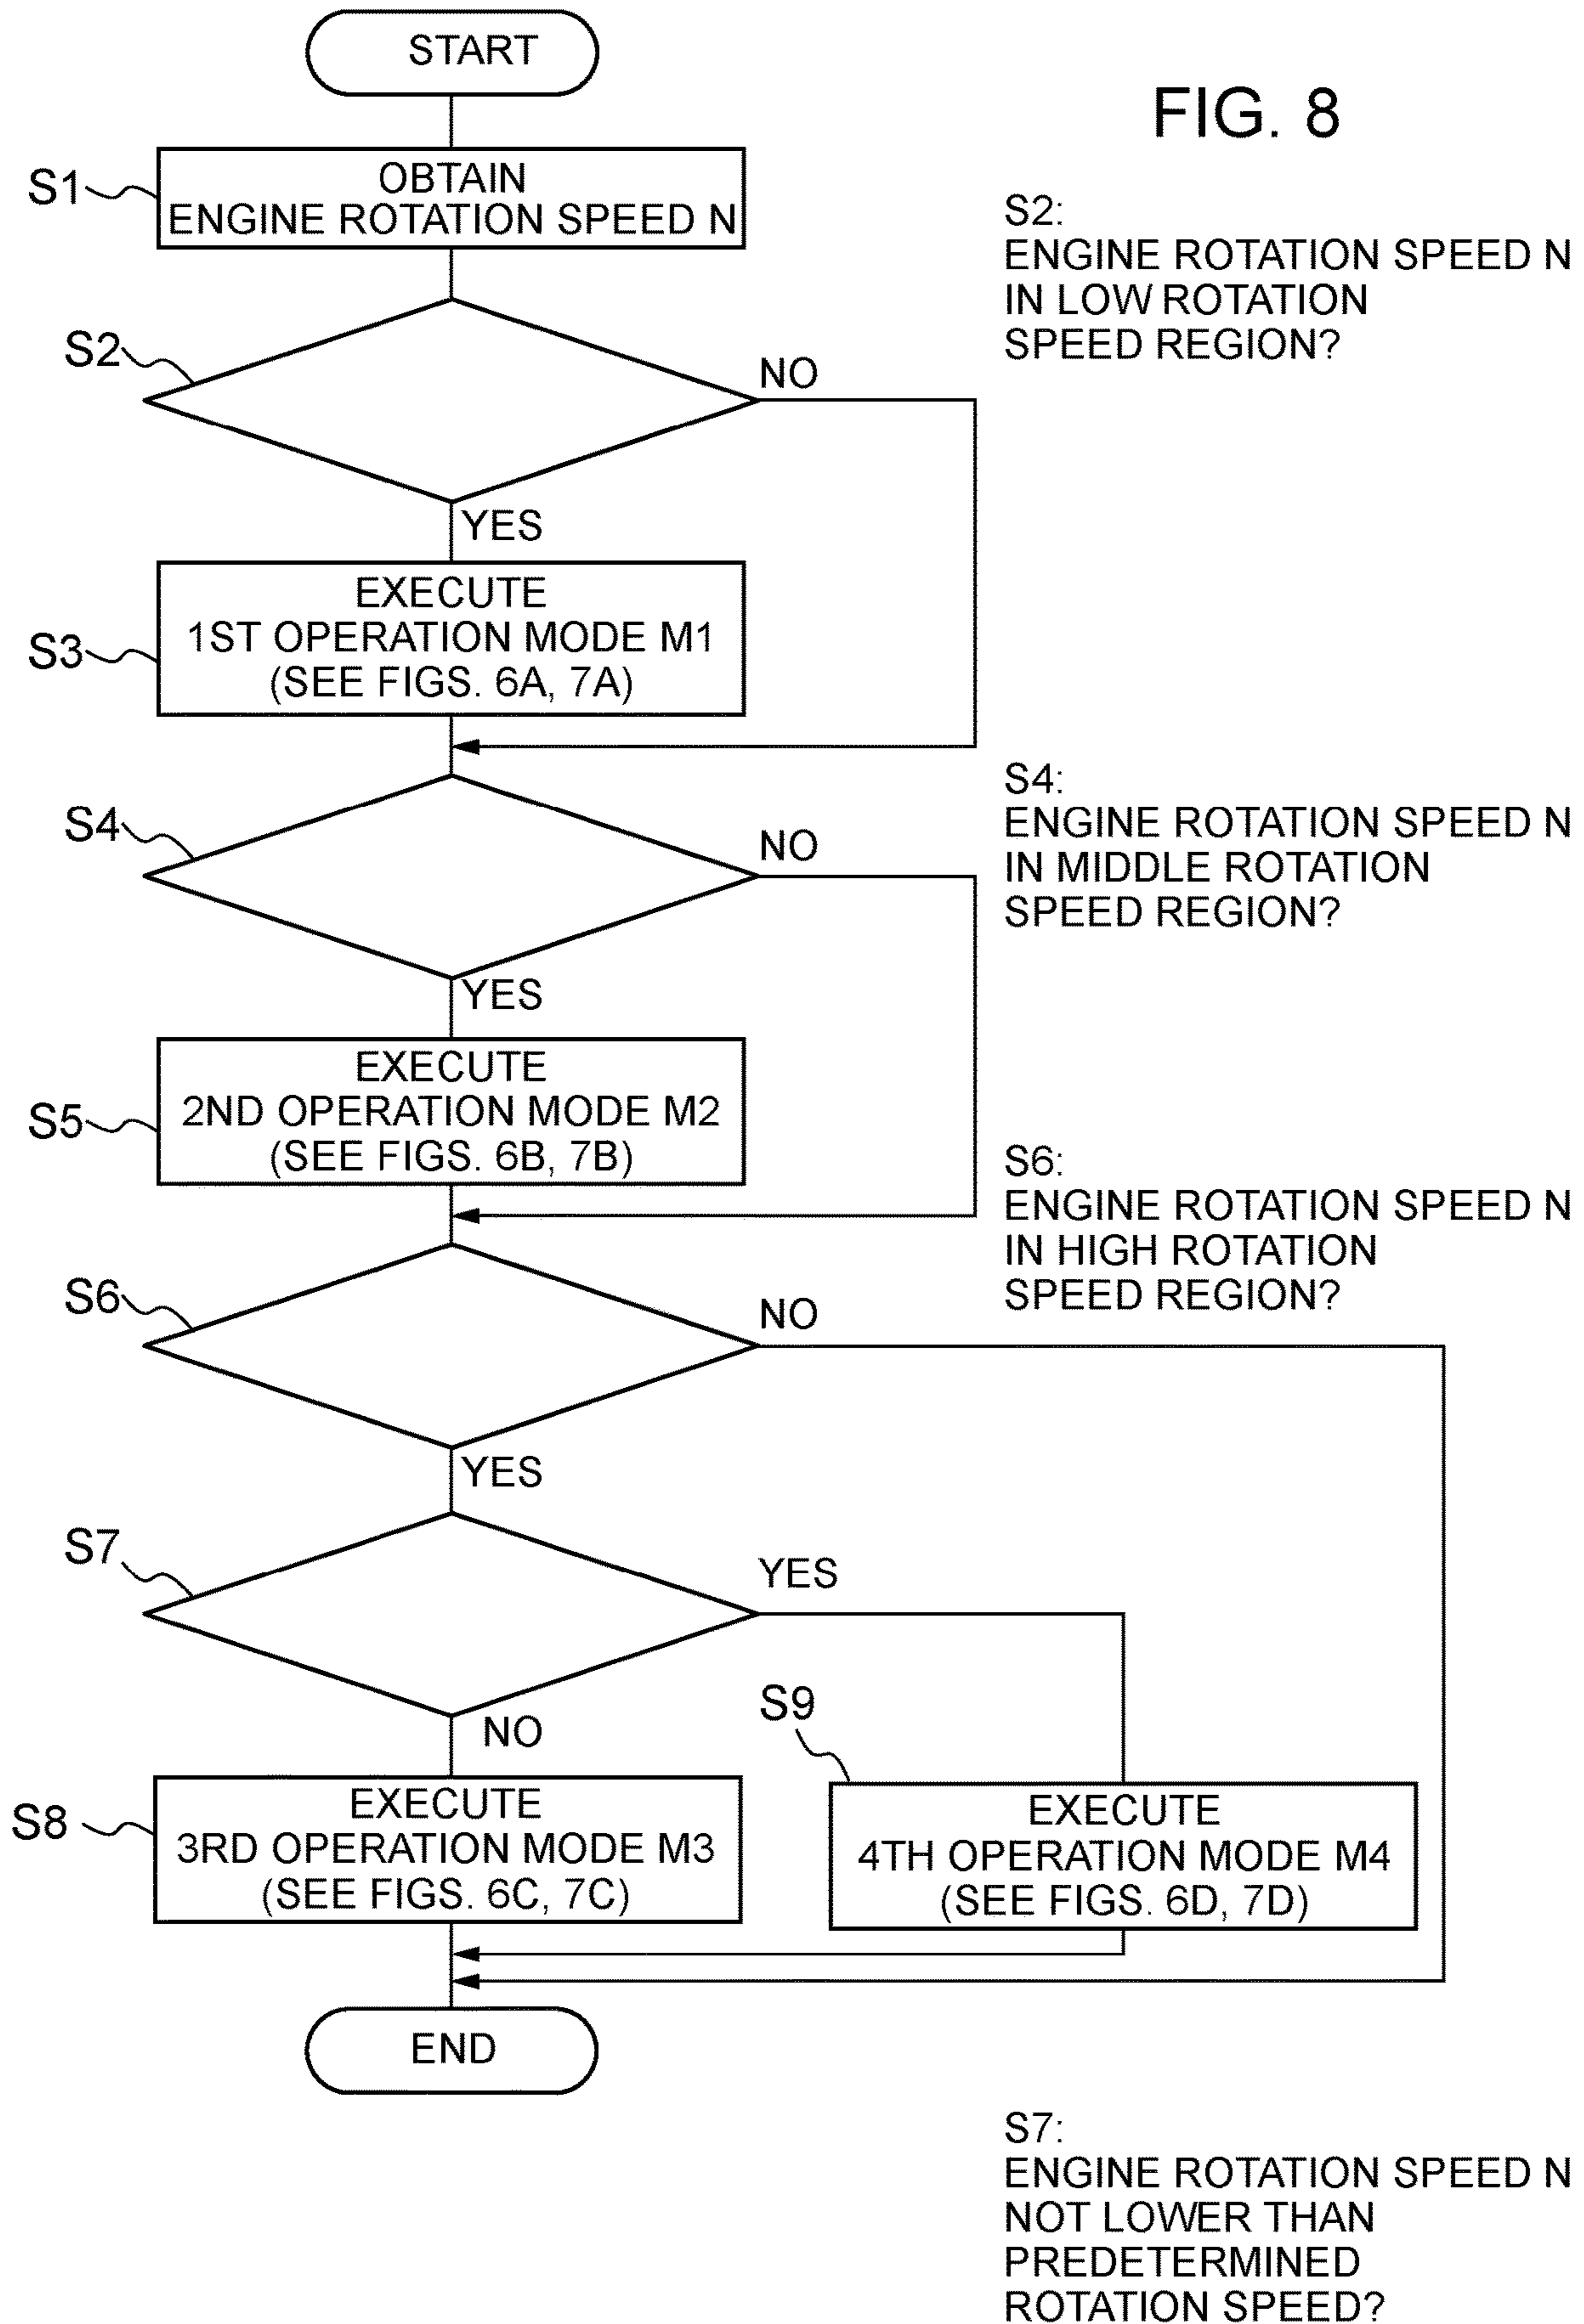 START
FIG. 8
S1
OBTAIN
ENGINE ROTATION SPEED N
S2:
ENGINE ROTATION SPEED N
IN LOW ROTATION
SPEED REGION?
S2
NO
YES
S3
EXECUTE
1ST OPERATION MODE M1
(SEE FIGS. 6A, 7A)
S4:
ENGINE ROTATION SPEED N
IN MIDDLE ROTATION
SPEED REGION?
S4
NO
YES
S5
EXECUTE
2ND OPERATION MODE M2
(SEE FIGS. 6B, 7B)
S6:
ENGINE ROTATION SPEED N
IN HIGH ROTATION
SPEED REGION?
S6
NO
YES
S7
YES
NO
S8
EXECUTE
3RD OPERATION MODE M3
(SEE FIGS. 6C, 7C)
S9
EXECUTE
4TH OPERATION MODE M4
(SEE FIGS. 6D, 7D)
END
S7:
ENGINE ROTATION SPEED N
NOT LOWER THAN
PREDETERMINED
ROTATION SPEED?